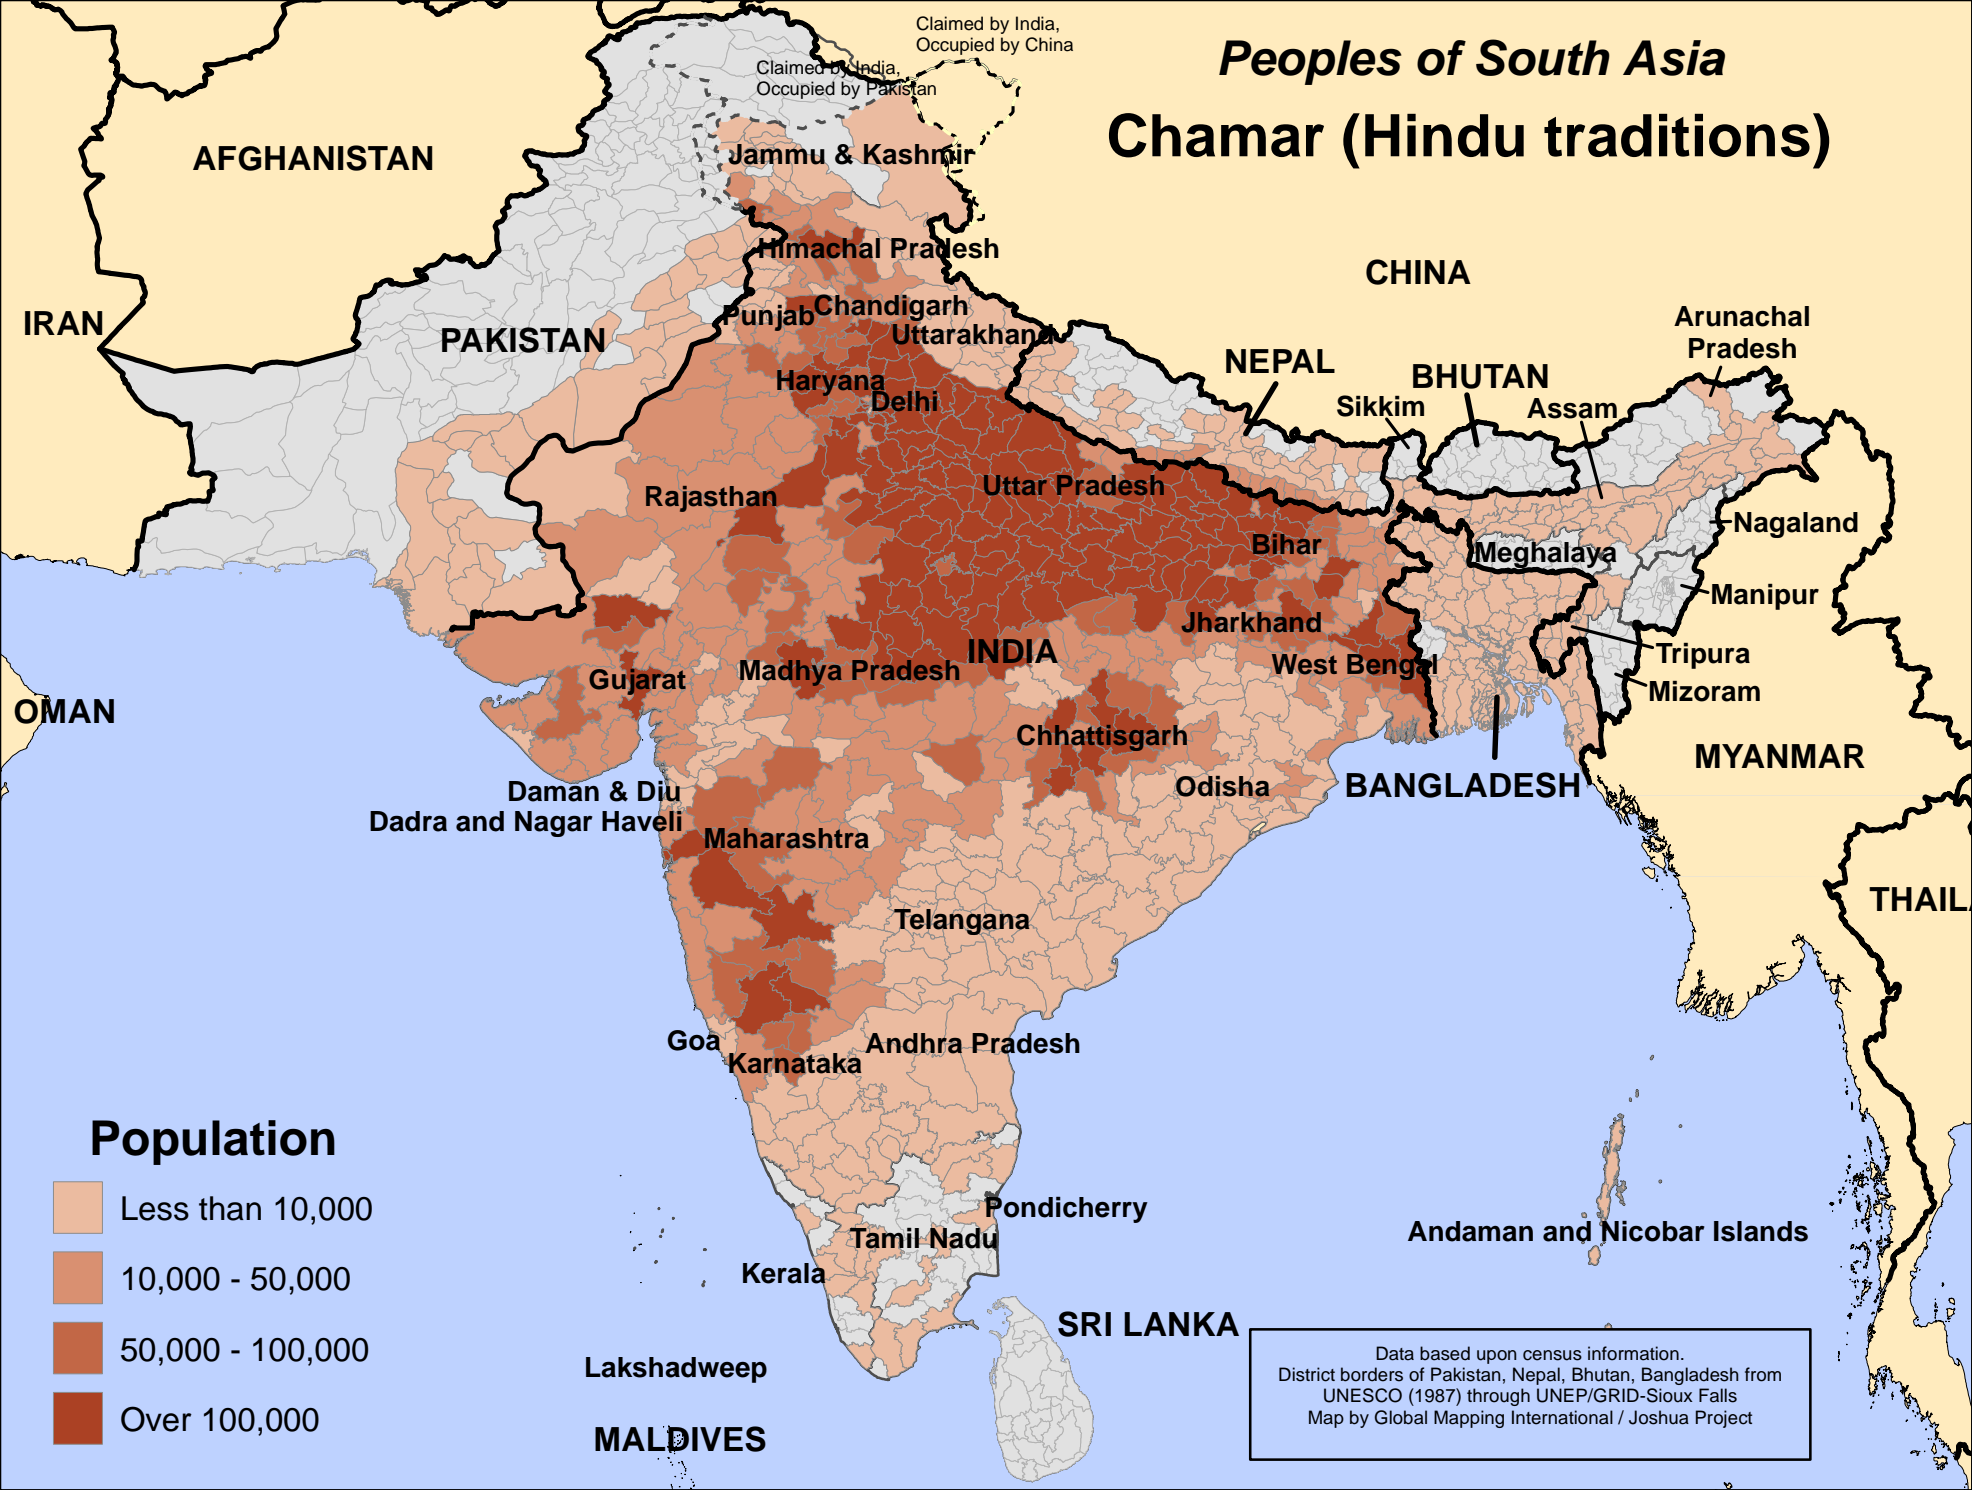 Claimed by India,
Occupied by China
Peoples of South Asia
Claimed by India,
Occupied by Pakistan
Chamar (Hindu traditions)
AFGHANISTAN
Jammu & Kashmir
Himachal Pradesh
CHINA
IRAN
PAKISTAN
Punjab
Chandigarh
Uttarakhand
Arunachal
Pradesh
NEPAL
BHUTAN
Haryana
Delhi
Sikkim
Assam
Rajasthan
Uttar Pradesh
Nagaland
Bihar
Meghalaya
Manipur
Jharkhand
INDIA
Tripura
Gujarat
Madhya Pradesh
West Bengal
Mizoram
OMAN
Chhattisgarh
MYANMAR
Daman & Diu
Odisha
BANGLADESH
Dadra and Nagar Haveli
Maharashtra
THAILA
Telangana
Goa
Andhra Pradesh
Karnataka
Population
Less than 10,000
10,000 - 50,000
50,000 - 100,000
Over 100,000
Pondicherry
Tamil Nadu
Andaman and Nicobar Islands
Kerala
SRI LANKA
Lakshadweep
MALDIVES
Data based upon census information.
District borders of Pakistan, Nepal, Bhutan, Bangladesh from
UNESCO (1987) through UNEP/GRID-Sioux Falls
Map by Global Mapping International / Joshua Project